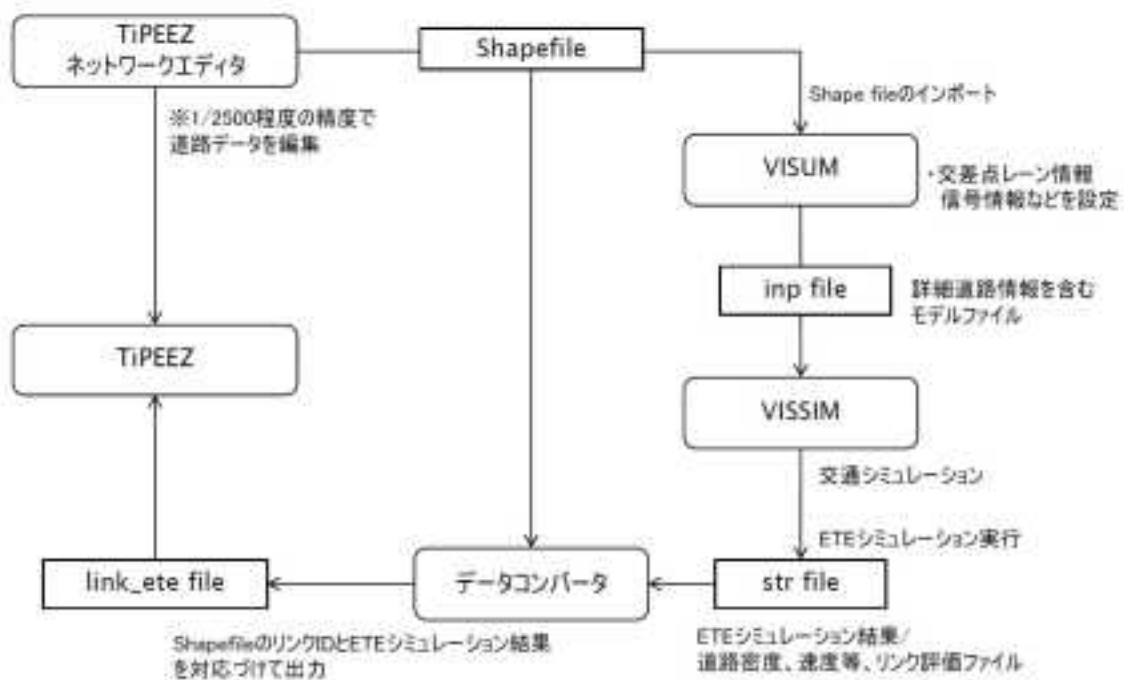 TiPEEZ
ネットワークエディタ
Shapefile
Shape fileのインポート
※1/2500程度の精度で
道路データを編集
VISUM
・交差点レーン情報
信号情報などを設定
inp file
詳細道路情報を含む
モデルファイル
TiPEEZ
VISSIM
交通シミュレーション
ETEシミュレーション実行
link_ete file
データコンバータ
str file
ShapefileのリンクIDとETEシミュレーション結果
を対応づけて出力
ETEシミュレーション結果/
道路密度、速度等、リンク評価ファイル